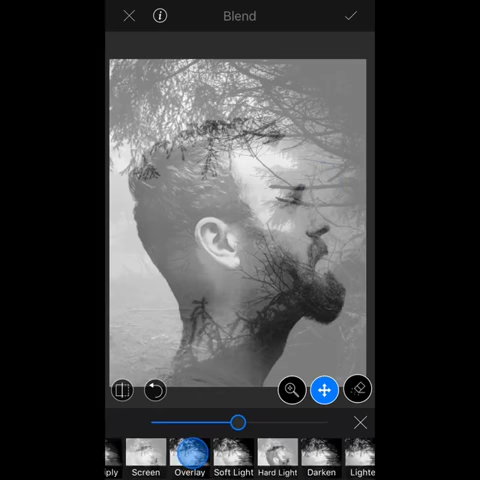 Blend
i
ply
Screen
Overlay
Soft Light
Hard Light
Darken
Lighte